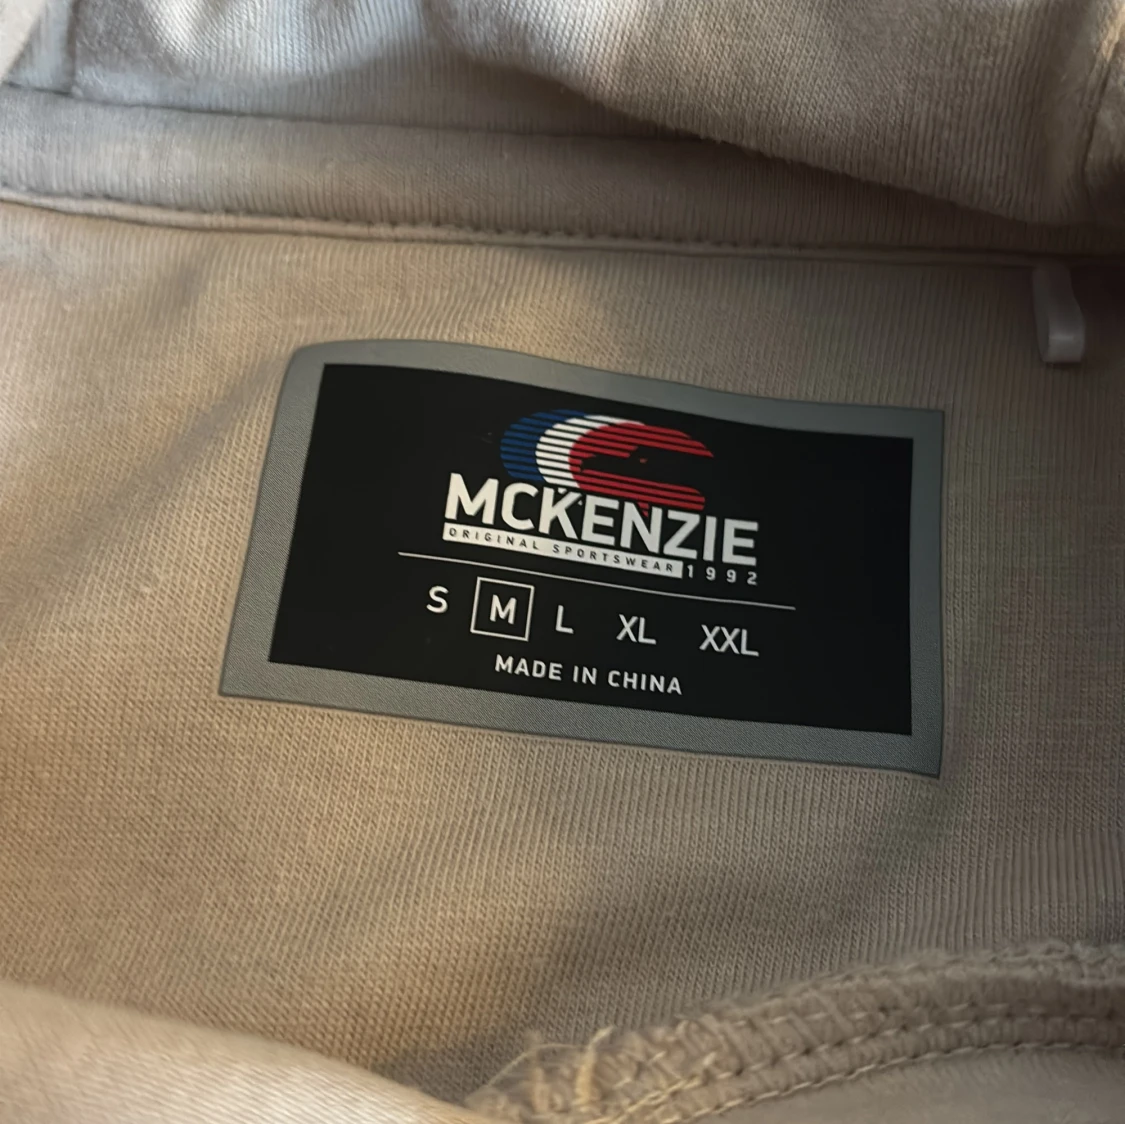 MCKENZIE
ORIGINAL SPORTSWEAR 1992
S M L XL XXL
MADE IN CHINA